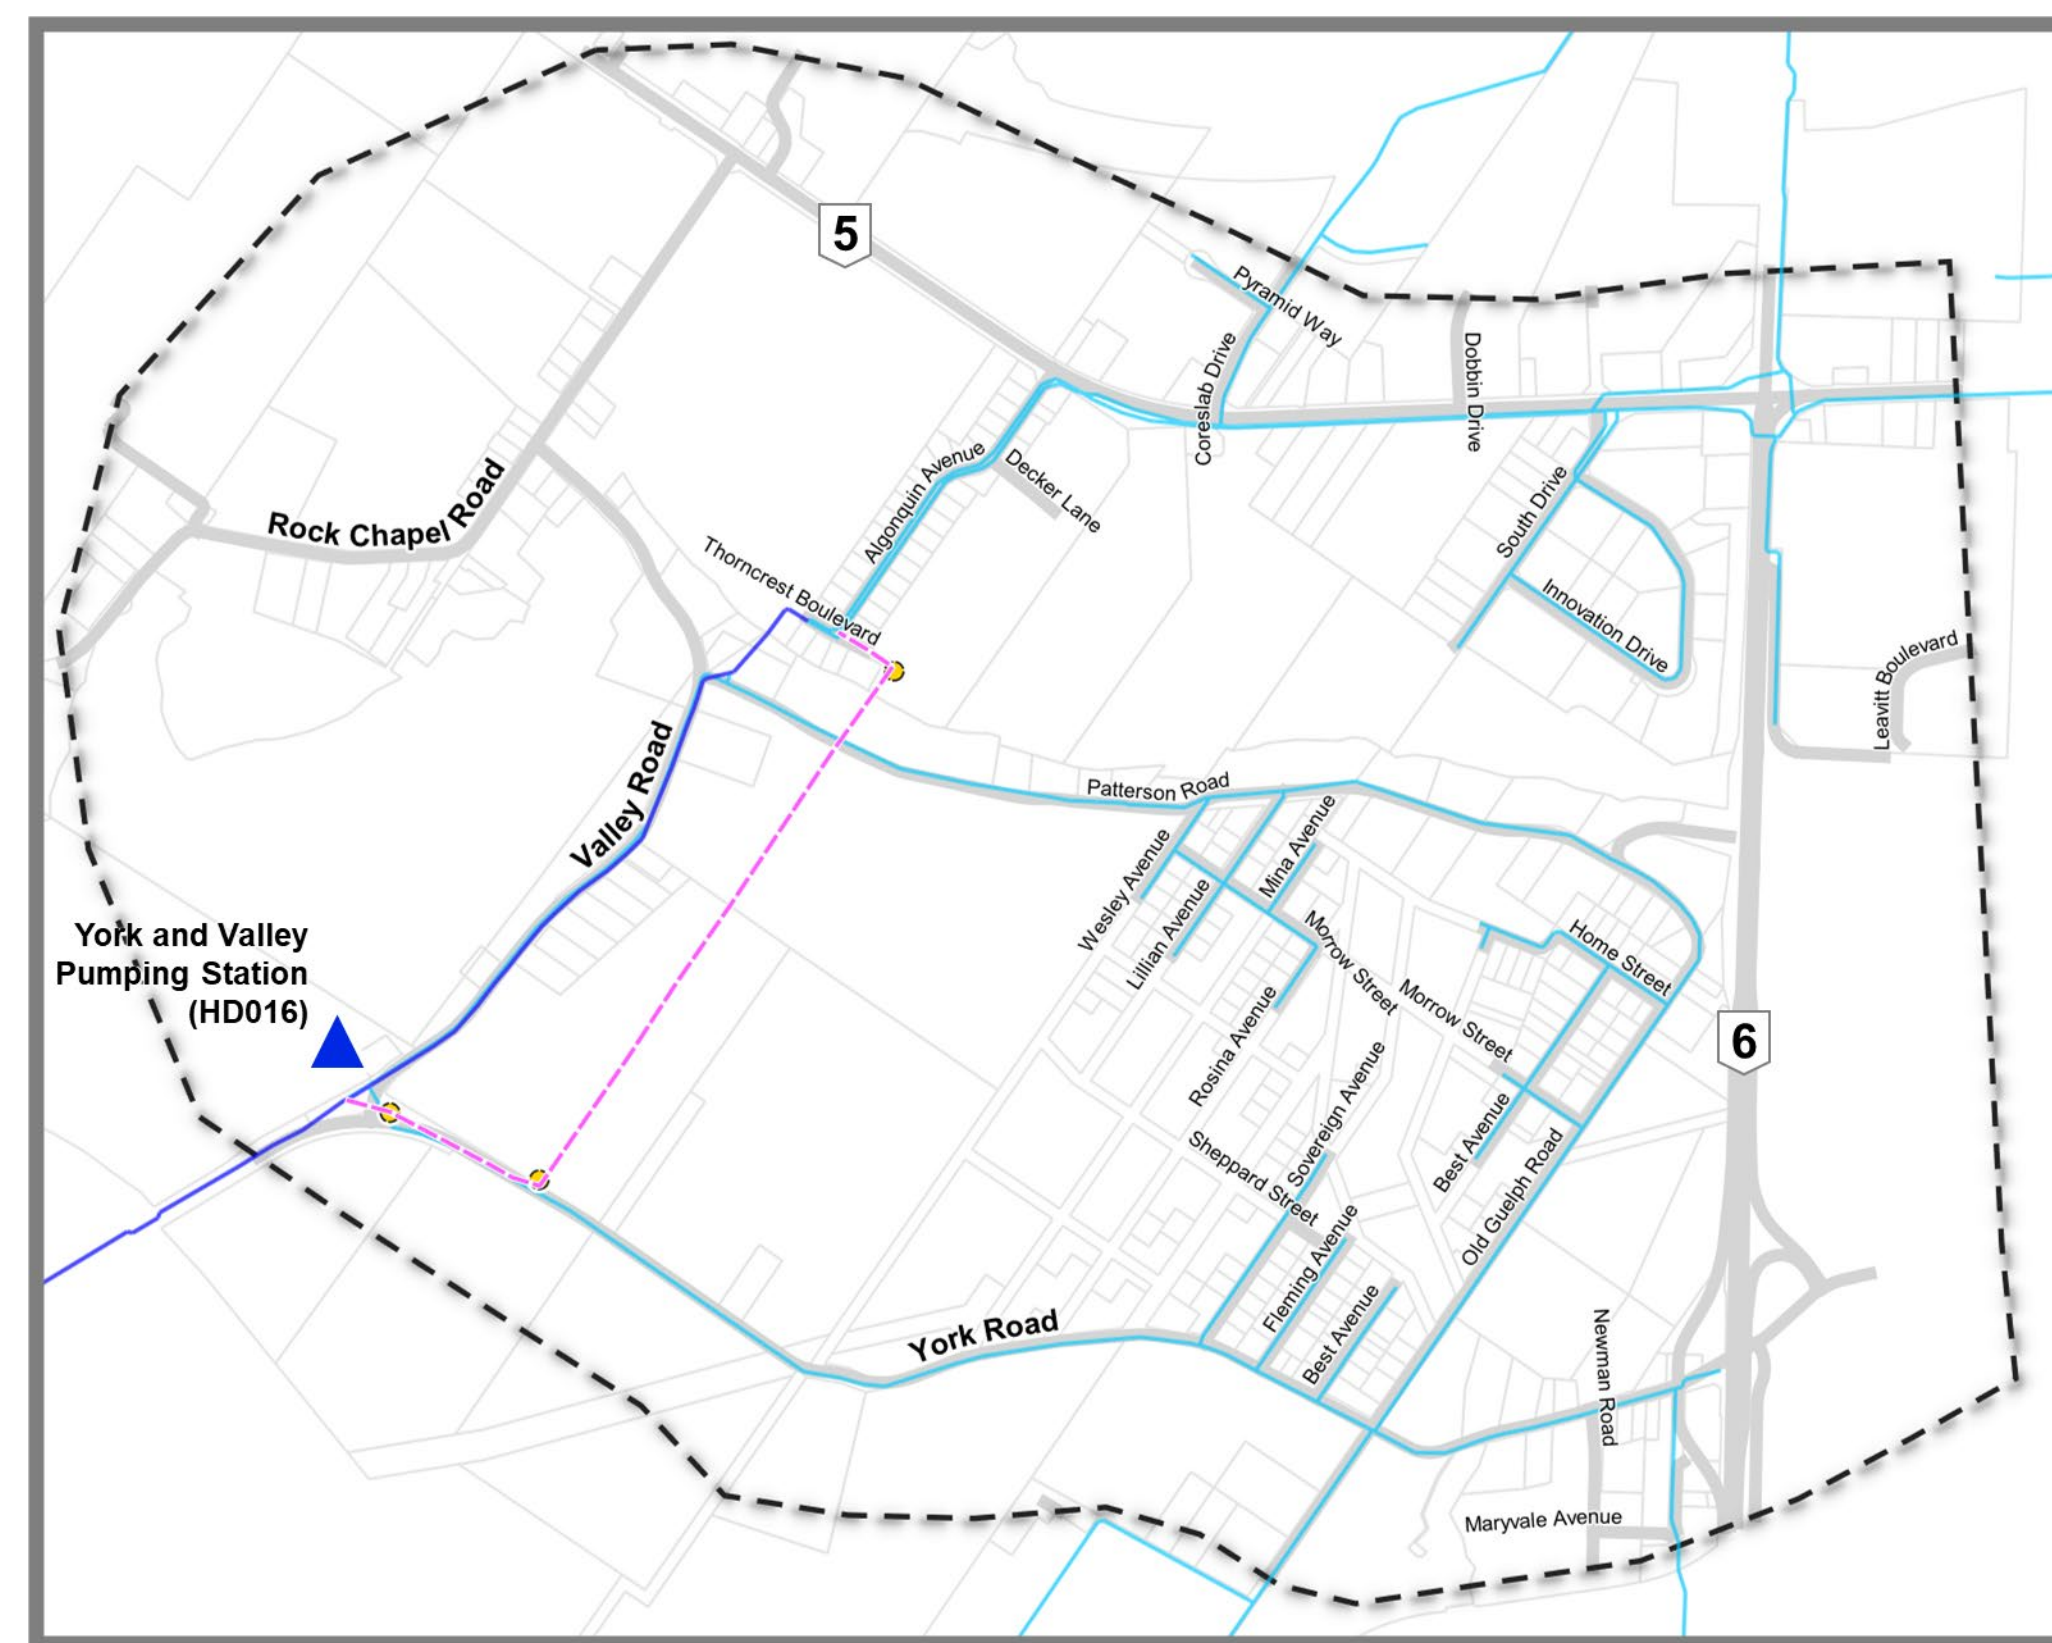 5
Pyramid Way
Coreslab Drive
Dobbin Drive
Algonquin Avenue
Decker Lane
Rock Chapel Road
South Drive
Thorncrest Boulevard
Innovation Drive
Leavitt Boulevard
Valley Road
Patterson Road
Wesley Avenue
Lillian Avenue
Mina Avenue
Morrow Street
Home Street
York and Valley
Pumping Station
(HD016)
Morrow Street
Rosina Avenue
6
Sovereign Avenue
Best Avenue
Sheppard Street
Old Guelph Road
Fleming Avenue
Best Avenue
York Road
Newman Road
Maryvale Avenue